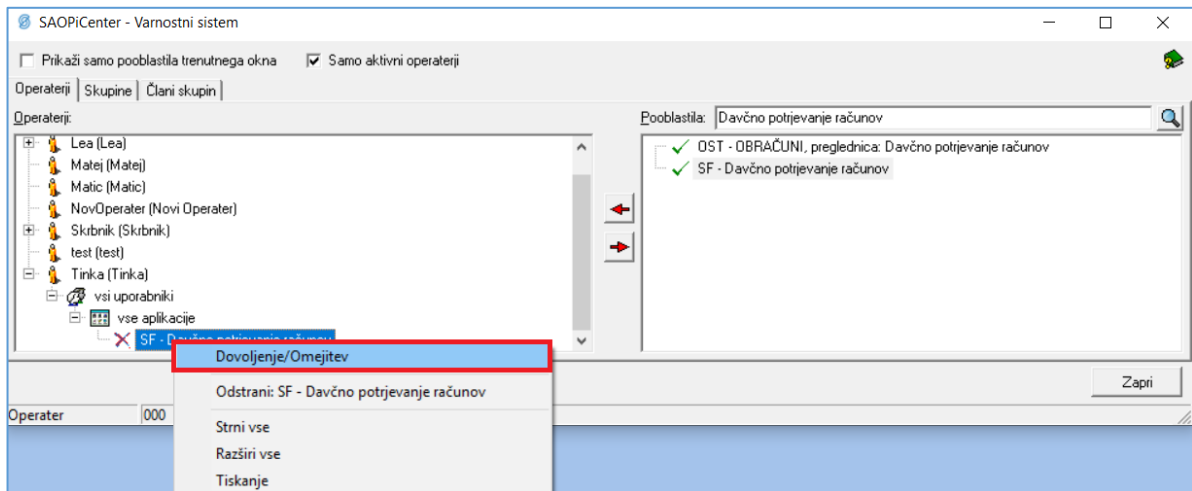 SAOPiCenter - Varnostni sistem
Prikaži samo pooblastila trenutnega okna
Samo aktivni operaterji
Operaterji
Skupine
Člani skupin
Operaterji:
Lea (Lea)
Matej (Matej)
Matic (Matic)
NovOperater (Novi Operater)
Skrbnik (Skrbnik)
test (test)
Tinka (Tinka)
vsi uporabniki
vse aplikacije
SF - Davčno potrjevanje računov
Pooblastila:
Davčno potrjevanje računov
OST - OBRAČUNI, preglednica: Davčno potrjevanje računov
SF - Davčno potrjevanje računov
Dovoljenje/Omejitev
Odstrani: SF - Davčno potrjevanje računov
Strni vse
Razširi vse
Tiskanje
Zapri
Operater
000